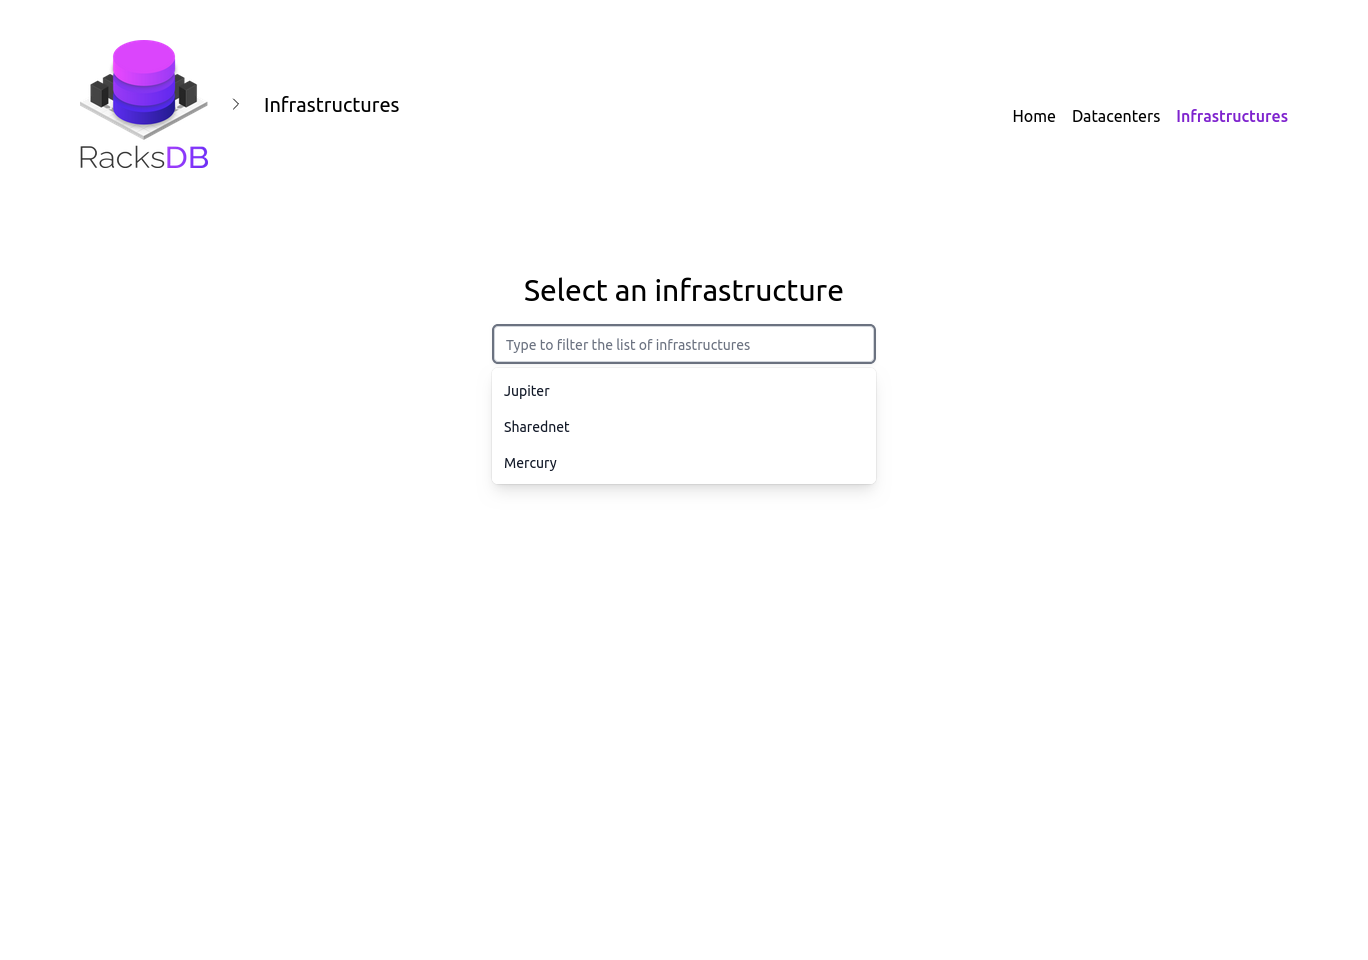 RacksDB
Infrastructures
Home Datacenters Infrastructures
Select an infrastructure
Type to filter the list of infrastructures
Jupiter
Sharednet
Mercury